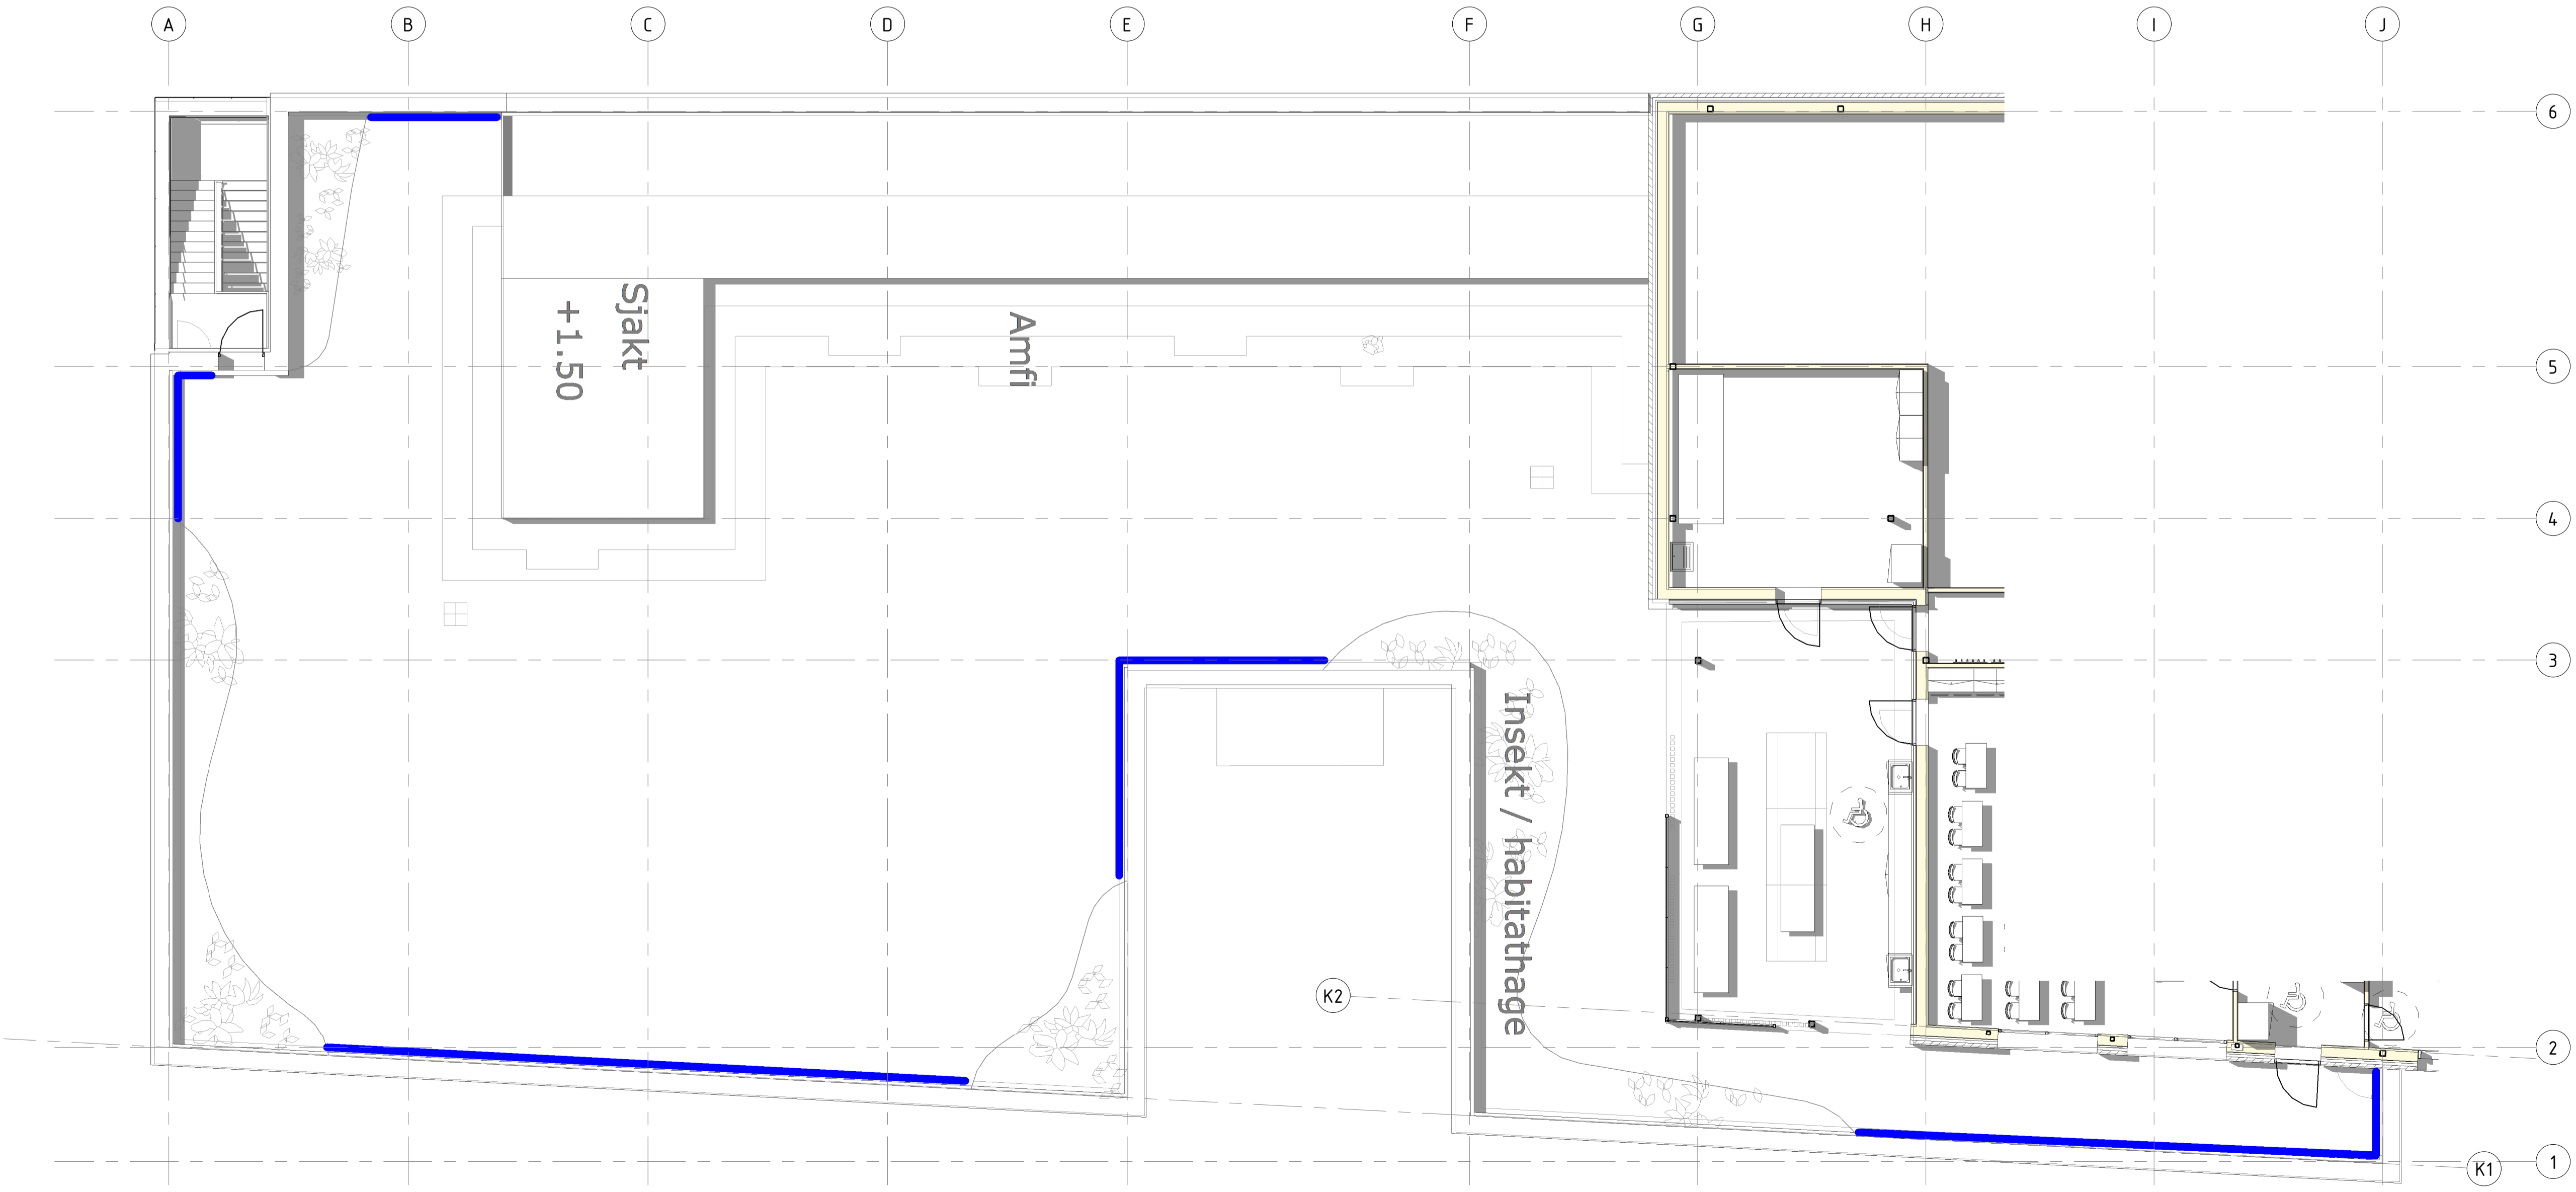 A
B
C
D
E
F
G
H
I
J
6
5
4
3
2
1
Sjakt
+1.50
Amfi
Insekt / habitathage
K2
K1